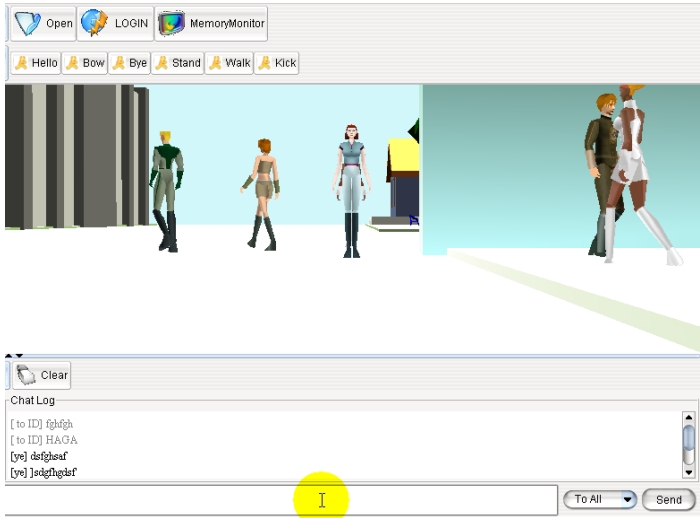 Open LOGIN MemoryMonitor
Hello Bow Bye Stand Walk Kick
Clear
Chat Log
[ to ID] fghfgh
[ to ID] HAGA
[ye] dsfghsaf
[ye] ]sdgfhgdsf
To All Send